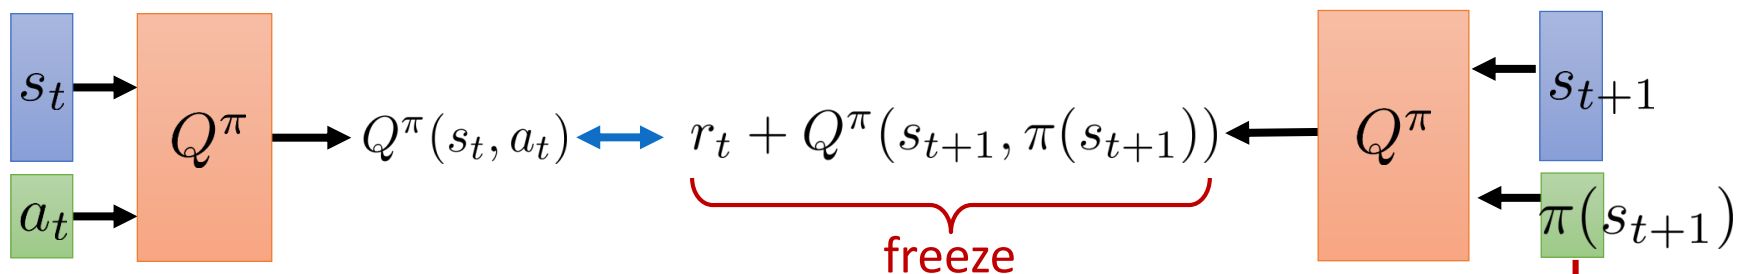 s_t
a_t
Q^π
Q^π(s_t, a_t)
r_t + Q^π(s_{t+1}, π(s_{t+1}))
freeze
Q^π
s_{t+1}
π(s_{t+1})